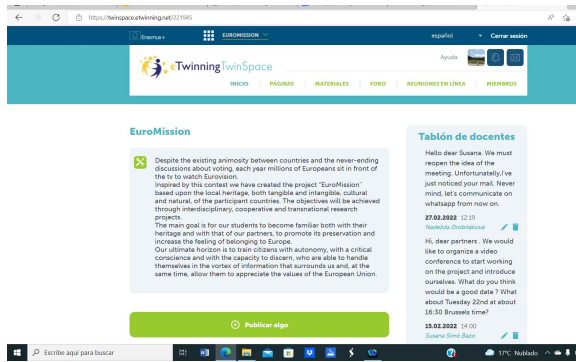 https://twinspace.etwinning.net/221945
Erasmus+
EUROMISSION
español
Cerrar sesión
eTwinning TwinSpace
Ayuda
INICIO
PÁGINAS
MATERIALES
FORO
REUNIONES EN LÍNEA
MIEMBROS
EuroMission
Despite the existing animosity between countries and the never-ending
discussions about voting, each year millions of Europeans sit in front of
the tv to watch Eurovision.
Inspired by this contest we have created the project "EuroMission"
based upon the local heritage, both tangible and intangible, cultural
and natural, of the participant countries. The objectives will be achieved
through interdisciplinary, cooperative and transnational research
projects.
The main goal is for our students to become familiar both with their
heritage and with that of our partners, to promote its preservation and
increase the feeling of belonging to Europe.
Our ultimate horizon is to train citizens with autonomy, with a critical
conscience and with the capacity to discern, who are able to handle
themselves in the vortex of information that surrounds us and, at the
same time, allow them to appreciate the values of the European Union.
Publicar algo
Tablón de docentes
Hello dear Susana. We must
reopen the idea of the
meeting. Unfortunatelly,I've
just noticed your mail. Never
mind, let's communicate on
whatsapp from now on.
27.02.2022 12:19
Nadežda Drobňaková
Hi, dear partners . We would
like to organize a video
conference to start working
on the project and introduce
ourselves. What do you think
would be a good date ? What
about Tuesday 22nd at about
16:30 Brussels time?
15.02.2022 14:00
Susana Simó Bazo
Escribe aquí para buscar
17°C Nublado